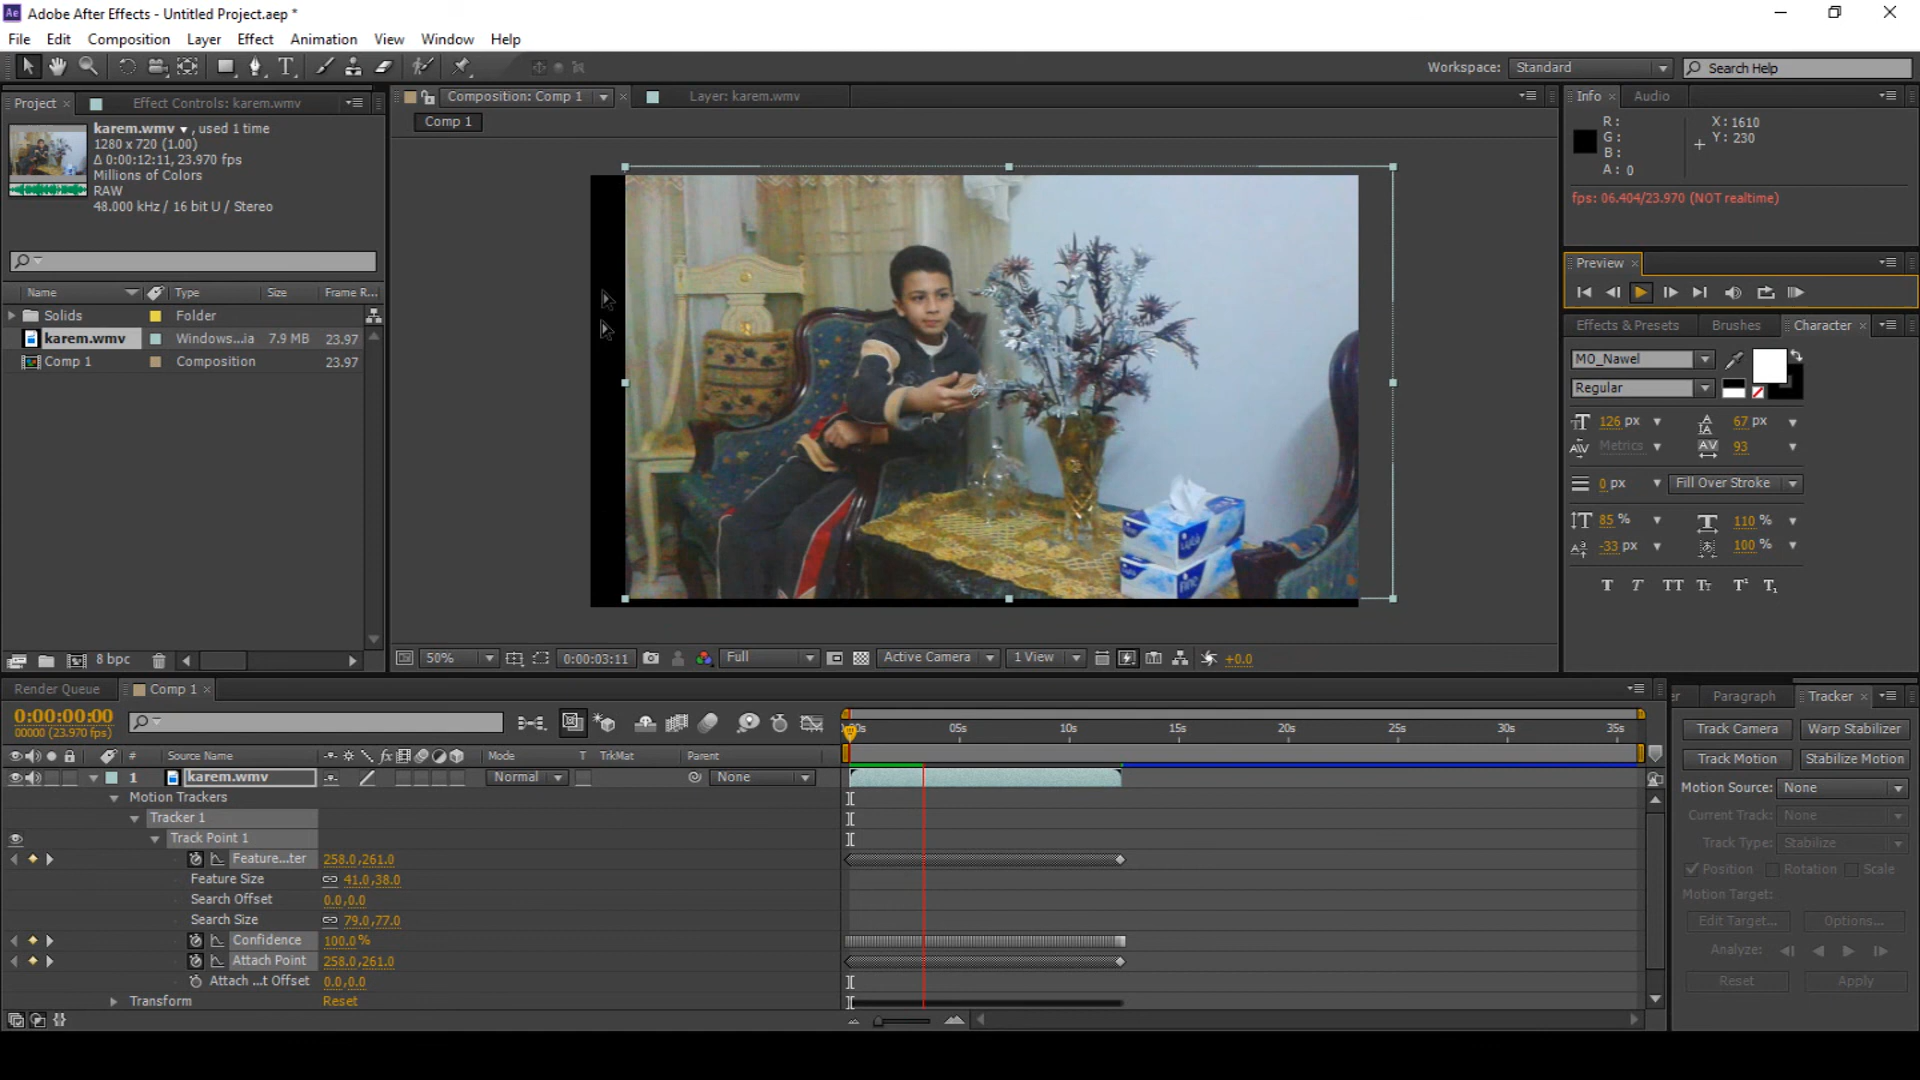 Ae Adobe After Effects - Untitled Project.aep *
File Edit Composition Layer Effect Animation View Window Help
T
Workspace: Standard Search Help
Project × Effect Controls: karem.wmv
karem.wmv ▼ , used 1 time
1280 x 720 (1.00)
Δ 0:00:12:11, 23.970 fps
Millions of Colors
RAW
48.000 kHz / 16 bit U / Stereo
Name Type Size Frame R...
Solids Folder
karem.wmv Windows...ia 7.9 MB 23.97
Comp 1 Composition 23.97
8 bpc
Composition: Comp 1 × Layer: karem.wmv
Comp 1
Fine
50% 0:00:03:11 Full Active Camera 1 View +0.0
Info × Audio
R : X : 1610
G : Y : 230
B :
A : 0
fps: 06.404/23.970 (NOT realtime)
Preview ×
Effects & Presets Brushes Character ×
MO_Nawel
Regular
126 px 67 px
Metrics 93
0 px Fill Over Stroke
85 % 110 %
-33 px 100 %
T T TT Tт T¹ T₁
Render Queue Comp 1 ×
0:00:00:00
00000 (23.970 fps)
05s 10s 15s 20s 25s 30s 35s
# Source Name fx Mode T TrkMat Parent
1 karem.wmv Normal None
Motion Trackers
Tracker 1
Track Point 1
Feature...ter 258.0,261.0
Feature Size 41.0,38.0
Search Offset 0.0,0.0
Search Size 79.0,77.0
Confidence 100.0%
Attach Point 258.0,261.0
Attach ...t Offset 0.0,0.0
Transform Reset
er Paragraph Tracker ×
Track Camera Warp Stabilizer
Track Motion Stabilize Motion
Motion Source: None
Current Track: None
Track Type: Stabilize
Position Rotation Scale
Motion Target:
Edit Target... Options...
Analyze:
Reset Apply